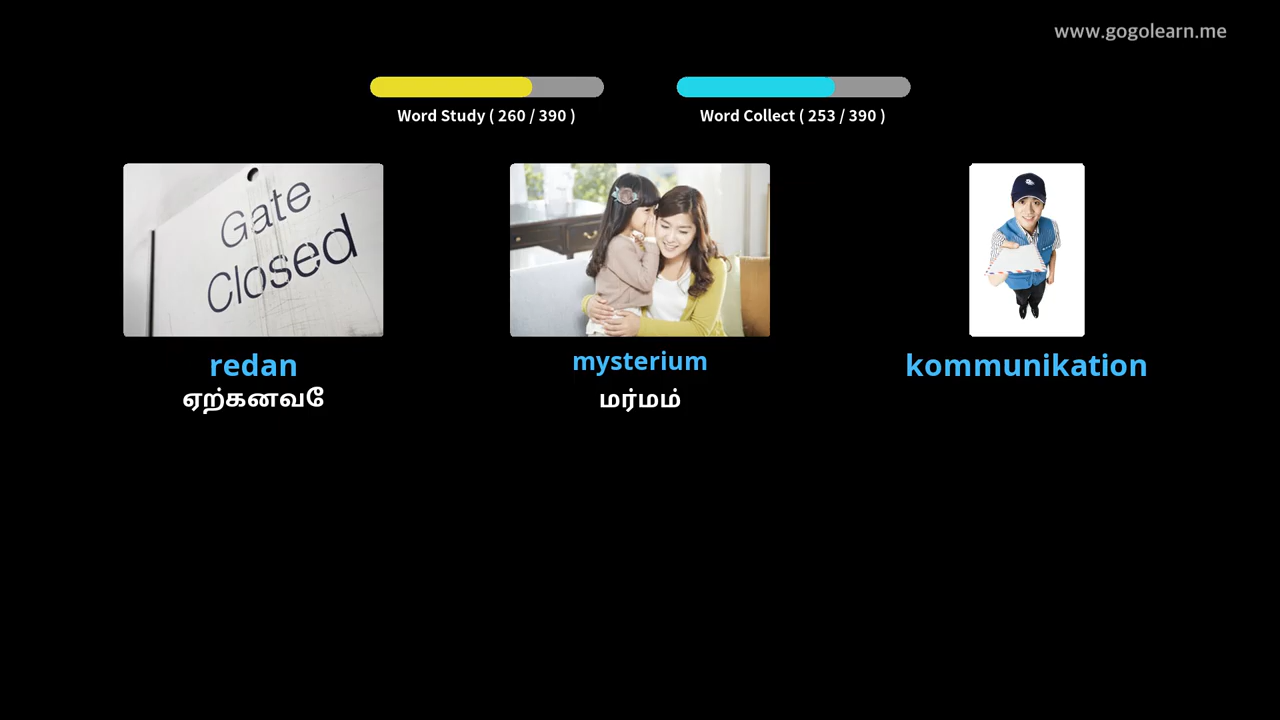 www.gogolearn.me
Word Study ( 260 / 390 )
Word Collect ( 253 / 390 )
Gate
Closed
redan
mysterium
kommunikation
ஏற்கனவே
மர்மம்